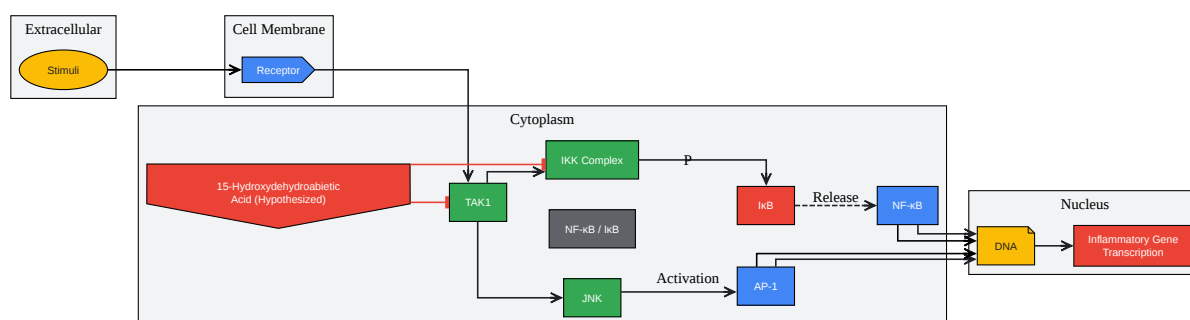 Extracellular
Stimuli
Cell Membrane
Receptor
Cytoplasm
15-Hydroxydehydroabietic
Acid (Hypothesized)
TAK1
IKK Complex
P
NF-κB / IκB
JNK
Activation
AP-1
IκB
Release
NF-κB
Nucleus
DNA
Inflammatory Gene
Transcription